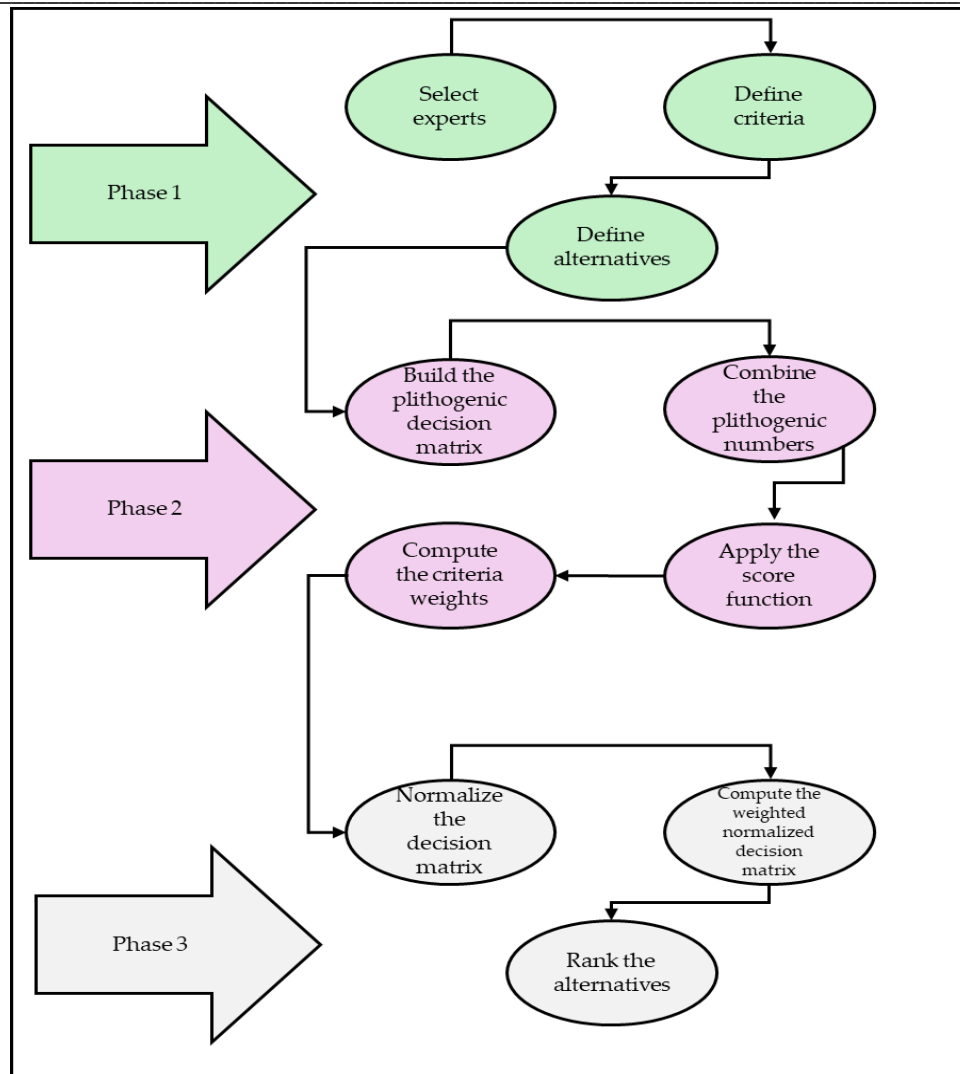 Select
experts
Define
criteria
Phase 1
Define
alternatives
Build the
plithogenic
decision
matrix
Combine
the
plithogenic
numbers
Phase 2
Compute
the criteria
weights
Apply the
score
function
Normalize
the
decision
matrix
Compute the
weighted
normalized
decision
matrix
Phase 3
Rank the
alternatives